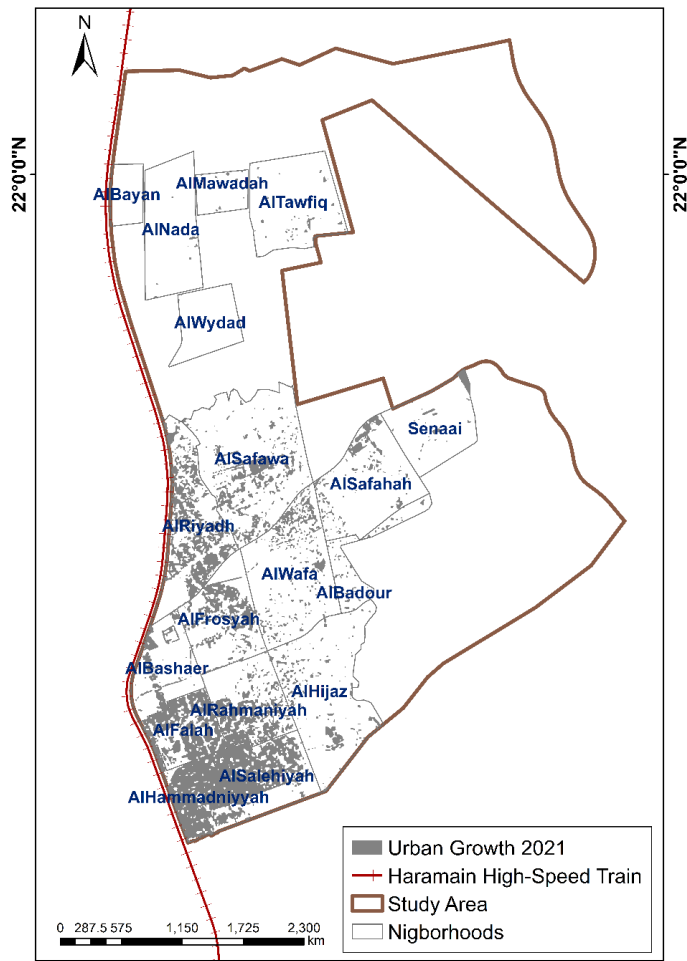 N
22°0'0"N
22°0'0"N
AlBayan
AlMawadah
AlTawfiq
AlNada
AlWydad
Senaai
AlSafawa
AlSafahah
AlRiyadh
AlWafa
AlBadour
AlFrosyah
AlBashaer
AlHijaz
AlRahmaniyah
AlFalah
AlSalehiyah
AlHammadniyyah
Urban Growth 2021
Haramain High-Speed Train
Study Area
Nigborhoods
0 287.5 575 1,150 1,725 2,300
km